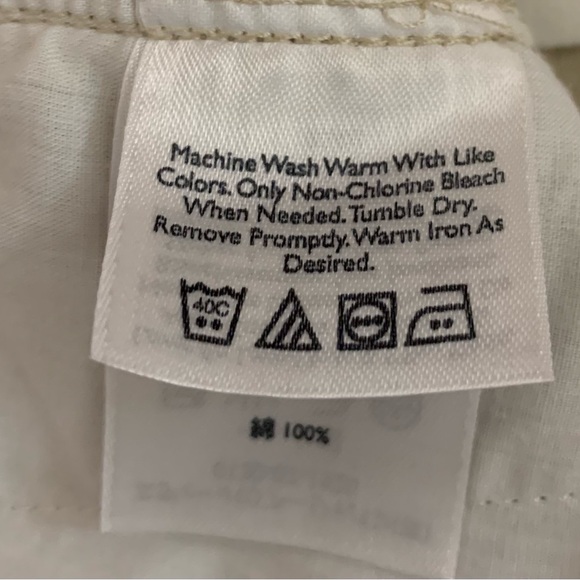 Machine Wash Warm With Like
Colors. Only Non-Chlorine Bleach
When Needed. Tumble Dry.
Remove Promptly. Warm Iron As
Desired.
40C
綿 100%